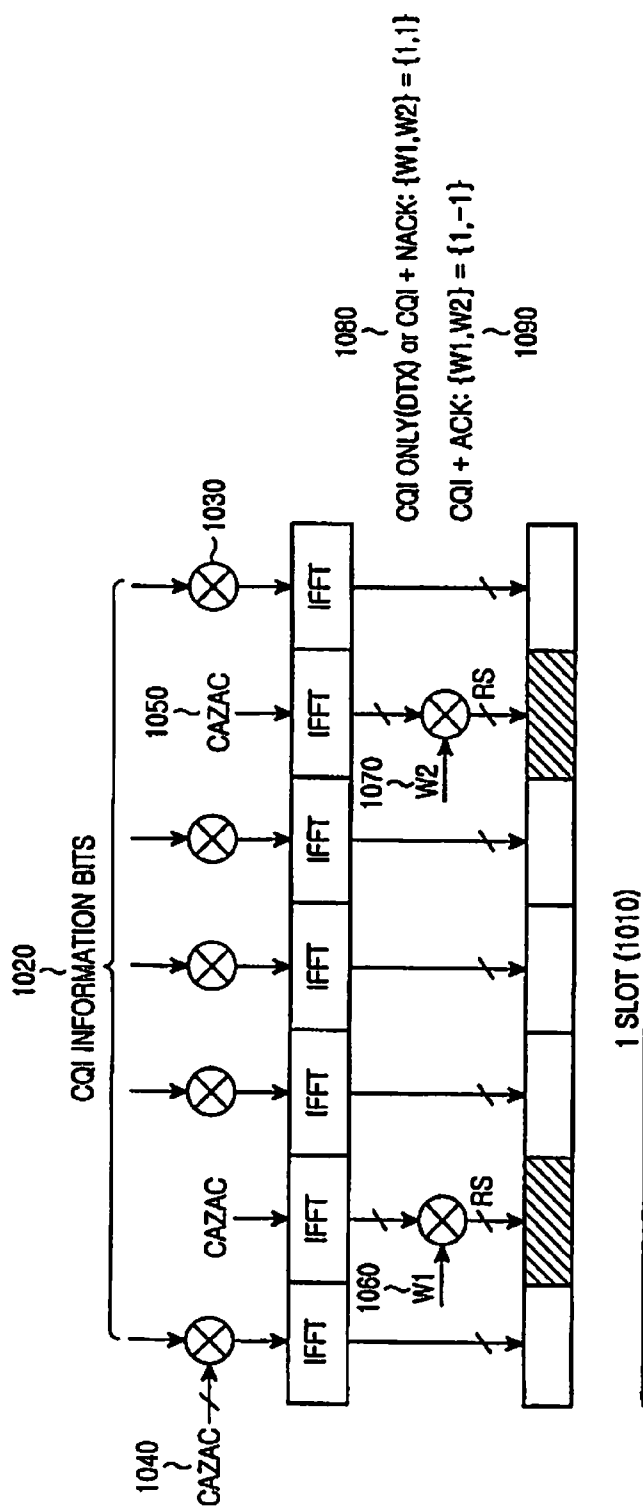 1020
CQI INFORMATION BITS
1040
CAZAC
CAZAC
1050
CAZAC
1030
IFFT IFFT IFFT IFFT IFFT IFFT IFFT
1060
W1
RS
1070
W2
RS
1080
CQI ONLY(DTX) or CQI + NACK: {W1,W2} = {1,1}
CQI + ACK: {W1,W2} = {1,-1}
1090
1 SLOT (1010)